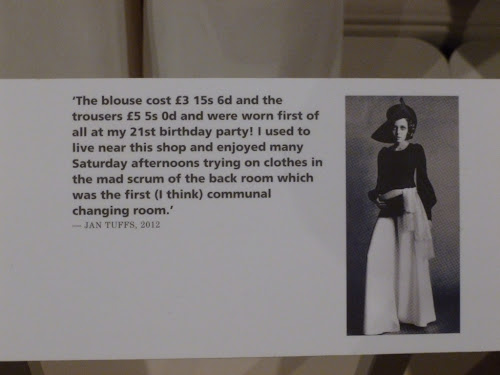 ‘The blouse cost £3 15s 6d and the
trousers £5 5s 0d and were worn first of
all at my 21st birthday party! I used to
live near this shop and enjoyed many
Saturday afternoons trying on clothes in
the mad scrum of the back room which
was the first (I think) communal
changing room.’
— JAN TUFFS, 2012